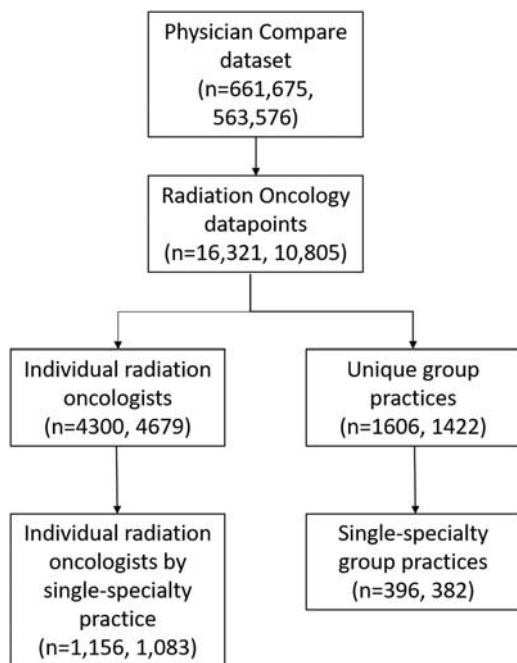 Physician Compare
dataset
(n=661,675,
563,576)
Radiation Oncology
datapoints
(n=16,321, 10,805)
Individual radiation
oncologists
(n=4300, 4679)
Unique group
practices
(n=1606, 1422)
Individual radiation
oncologists by
single-specialty
practice
(n=1,156, 1,083)
Single-specialty
group practices
(n=396, 382)